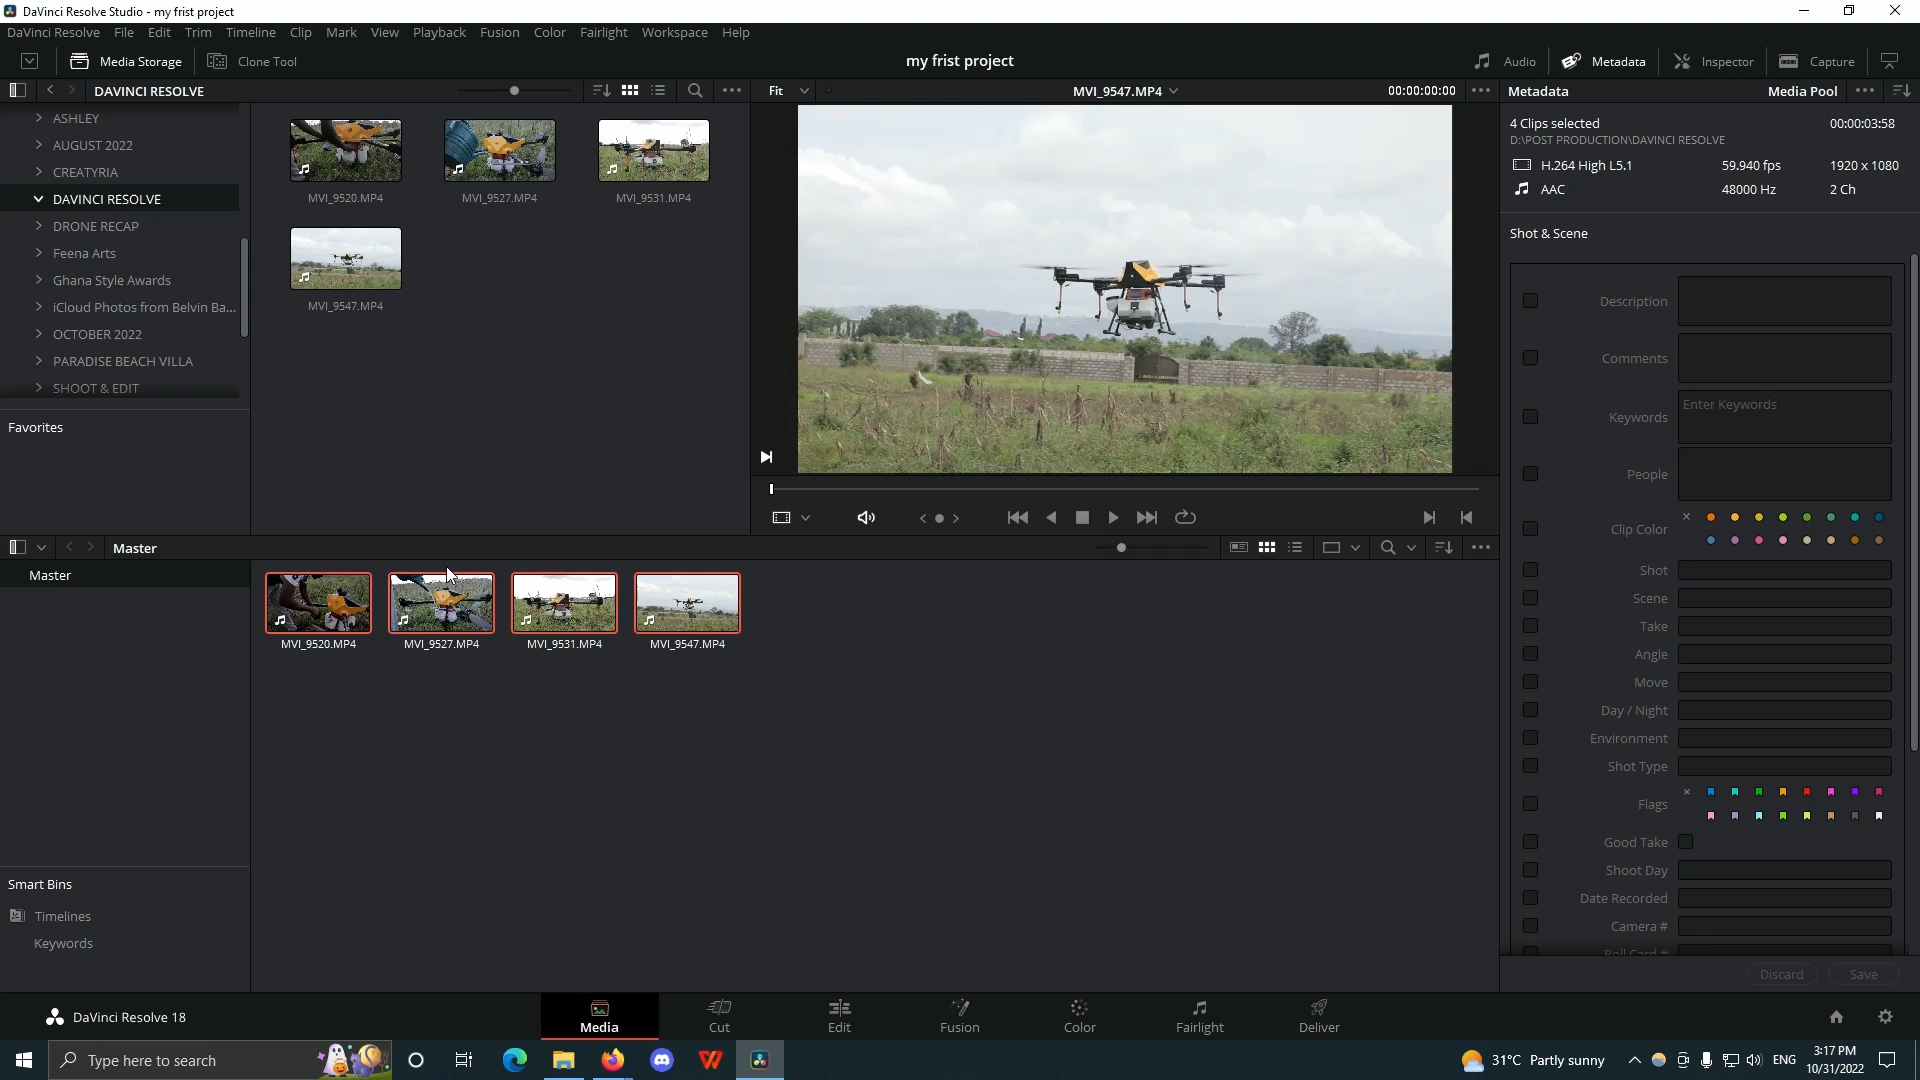 DaVinci Resolve Studio - my frist project
DaVinci Resolve File Edit Trim Timeline Clip Mark View Playback Fusion Color Fairlight Workspace Help
Media Storage Clone Tool my frist project Audio Metadata Inspector Capture
DAVINCI RESOLVE Fit MVI_9547.MP4 00:00:00:00 Metadata Media Pool
ASHLEY
AUGUST 2022
CREATYRIA
DAVINCI RESOLVE
DRONE RECAP
Feena Arts
Ghana Style Awards
iCloud Photos from Belvin Ba...
OCTOBER 2022
PARADISE BEACH VILLA
SHOOT & EDIT
Favorites
MVI_9520.MP4 MVI_9527.MP4 MVI_9531.MP4
MVI_9547.MP4
4 Clips selected 00:00:03:58
D:\POST PRODUCTION\DAVINCI RESOLVE
H.264 High L5.1 59.940 fps 1920 x 1080
AAC 48000 Hz 2 Ch
Shot & Scene
Description
Comments
Keywords Enter Keywords
People
Clip Color
Shot
Scene
Take
Angle
Move
Day / Night
Environment
Shot Type
Flags
Good Take
Shoot Day
Date Recorded
Camera #
Roll Card #
Discard Save
Master
Master
MVI_9520.MP4 MVI_9527.MP4 MVI_9531.MP4 MVI_9547.MP4
Smart Bins
Timelines
Keywords
DaVinci Resolve 18 Media Cut Edit Fusion Color Fairlight Deliver
Type here to search 31°C Partly sunny ENG 3:17 PM
10/31/2022